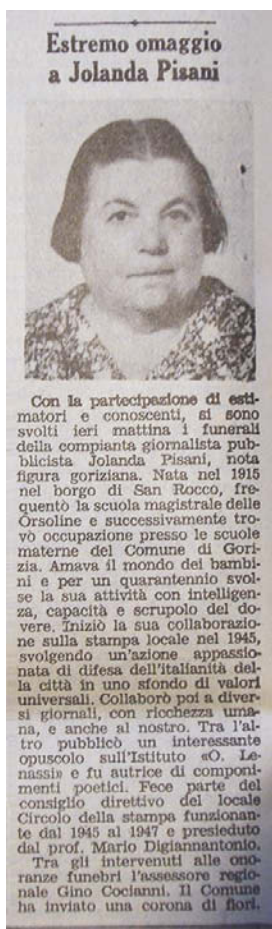 Estremo omaggio
a Jolanda Pisani
Con la partecipazione di esti-
matori e conoscenti, si sono
svolti ieri mattina i funerali
della compianta giornalista pub-
blicista Jolanda Pisani, nota
figura goriziana. Nata nel 1915
nel borgo di San Rocco, fre-
quentò la scuola magistrale delle
Orsoline e successivamente tro-
vò occupazione presso le scuole
materne del Comune di Gori-
zia. Amava il mondo dei bambi-
ni e per un quarantennio svol-
se la sua attività con intelligen-
za, capacità e scrupolo del do-
vere. Iniziò la sua collaborazio-
ne sulla stampa locale nel 1945,
svolgendo un'azione appassio-
nata di difesa dell'italianità del-
la città in uno sfondo di valori
universali. Collaborò poi a diver-
si giornali, con ricchezza uma-
na, e anche al nostro. Tra l'al-
tro pubblicò un interessante
opuscolo sull'Istituto «O. Le-
nassi» e fu autrice di componi-
menti poetici. Fece parte del
consiglio direttivo del locale
Circolo della stampa funzionan-
te dal 1945 al 1947 e presieduto
dal prof. Mario Digiannantonio.
Tra gli intervenuti alle ono-
ranze funebri l'assessore regio-
nale Gino Cocianni. Il Comune
ha inviato una corona di fiori.